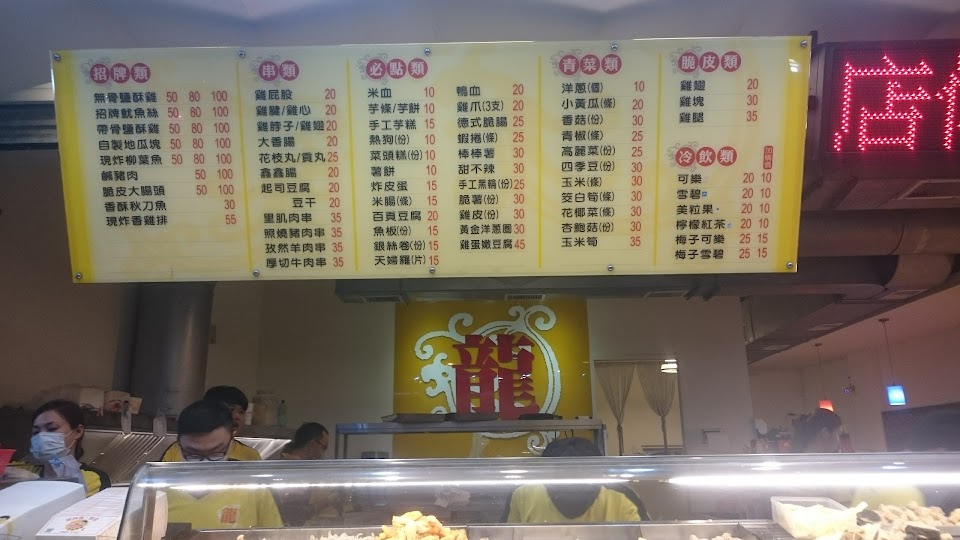 招牌類
無骨鹽酥雞 50 80 100
招牌魷魚絲 50 80 100
帶骨鹽酥雞 50 80 100
自製地瓜塊 50 80 100
現炸柳葉魚 50 80 100
鹹豬肉 50 100
脆皮大腸頭 50 100
香酥秋刀魚 30
現炸香雞排 55
串類
雞屁股 20
雞腱/雞心 20
雞脖子/雞翅 20
大香腸 20
花枝丸/貢丸 25
鑫鑫腸 20
起司豆腐 20
豆干 20
里肌肉串 35
照燒豬肉串 35
孜然羊肉串 35
厚切牛肉串 35
必點類
米血 10
芋條/芋餅 10
手工芋糕 15
熱狗(份) 10
菜頭糕(份) 10
薯餅 10
炸皮蛋 15
米腸(條) 15
百頁豆腐 20
魚板(份) 15
銀絲卷(份) 15
天婦羅(片) 15
鴨血 20
雞爪(3支) 20
德式脆腸 25
蝦捲(條) 25
棒棒薯 30
甜不辣 30
手工黑輪(份) 25
脆薯(份) 30
雞皮(份) 30
黃金洋蔥圈 30
雞蛋嫩豆腐 45
青菜類
洋蔥(個) 10
小黃瓜(條) 20
香菇(份) 30
青椒(條) 25
高麗菜(份) 25
四季豆(份) 30
玉米(條) 30
筊白筍(條) 30
花椰菜(條) 30
杏鮑菇(份) 35
玉米筍 30
脆皮類
雞翅 20
雞塊 30
雞腿 35
冷飲類
可樂 20 10
雪碧 20 10
美粒果 20 10
檸檬紅茶 20 10
梅子可樂 25 15
梅子雪碧 25 15
店
龍
龍